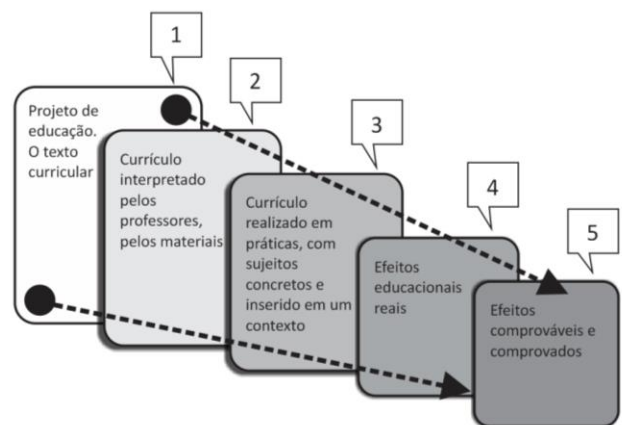 1
Projeto de
educação.
O texto
curricular
2
Currículo
interpretado
pelos
professores,
pelos materiais
3
Currículo
realizado em
práticas, com
sujeitos
concretos e
inserido em um
contexto
4
Efeitos
educacionais
reais
5
Efeitos
comprováveis e
comprovados